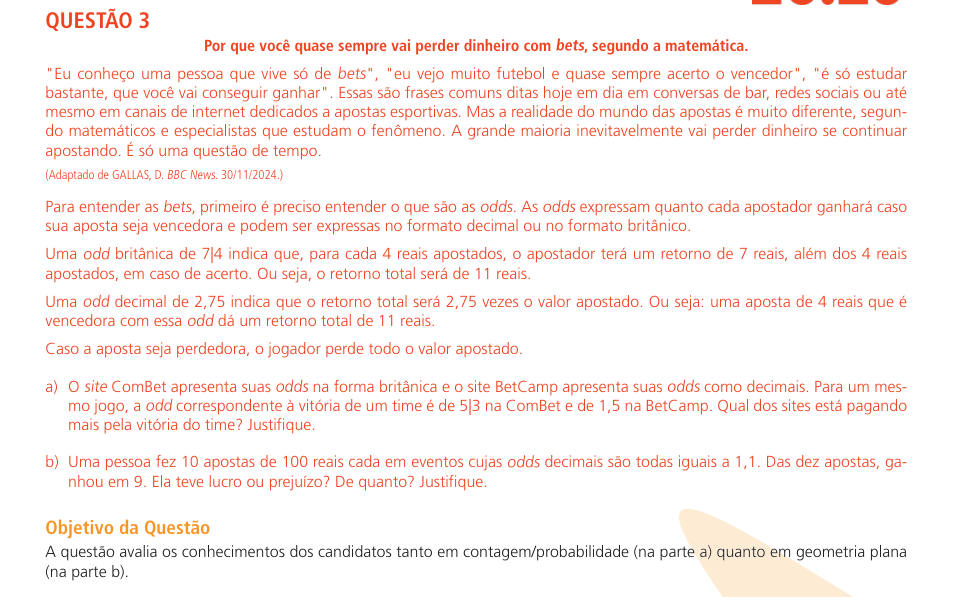 QUESTÃO 3
Por que você quase sempre vai perder dinheiro com bets, segundo a matemática.
"Eu conheço uma pessoa que vive só de bets", "eu vejo muito futebol e quase sempre acerto o vencedor", "é só estudar
bastante, que você vai conseguir ganhar". Essas são frases comuns ditas hoje em dia em conversas de bar, redes sociais ou até
mesmo em canais de internet dedicados a apostas esportivas. Mas a realidade do mundo das apostas é muito diferente, segun-
do matemáticos e especialistas que estudam o fenômeno. A grande maioria inevitavelmente vai perder dinheiro se continuar
apostando. É só uma questão de tempo.
(Adaptado de GALLAS, D. BBC News. 30/11/2024.)
Para entender as bets, primeiro é preciso entender o que são as odds. As odds expressam quanto cada apostador ganhará caso
sua aposta seja vencedora e podem ser expressas no formato decimal ou no formato britânico.
Uma odd britânica de 7|4 indica que, para cada 4 reais apostados, o apostador terá um retorno de 7 reais, além dos 4 reais
apostados, em caso de acerto. Ou seja, o retorno total será de 11 reais.
Uma odd decimal de 2,75 indica que o retorno total será 2,75 vezes o valor apostado. Ou seja: uma aposta de 4 reais que é
vencedora com essa odd dá um retorno total de 11 reais.
Caso a aposta seja perdedora, o jogador perde todo o valor apostado.
a) O site ComBet apresenta suas odds na forma britânica e o site BetCamp apresenta suas odds como decimais. Para um mes-
mo jogo, a odd correspondente à vitória de um time é de 5|3 na ComBet e de 1,5 na BetCamp. Qual dos sites está pagando
mais pela vitória do time? Justifique.
b) Uma pessoa fez 10 apostas de 100 reais cada em eventos cujas odds decimais são todas iguais a 1,1. Das dez apostas, ga-
nhou em 9. Ela teve lucro ou prejuízo? De quanto? Justifique.
Objetivo da Questão
A questão avalia os conhecimentos dos candidatos tanto em contagem/probabilidade (na parte a) quanto em geometria plana
(na parte b).